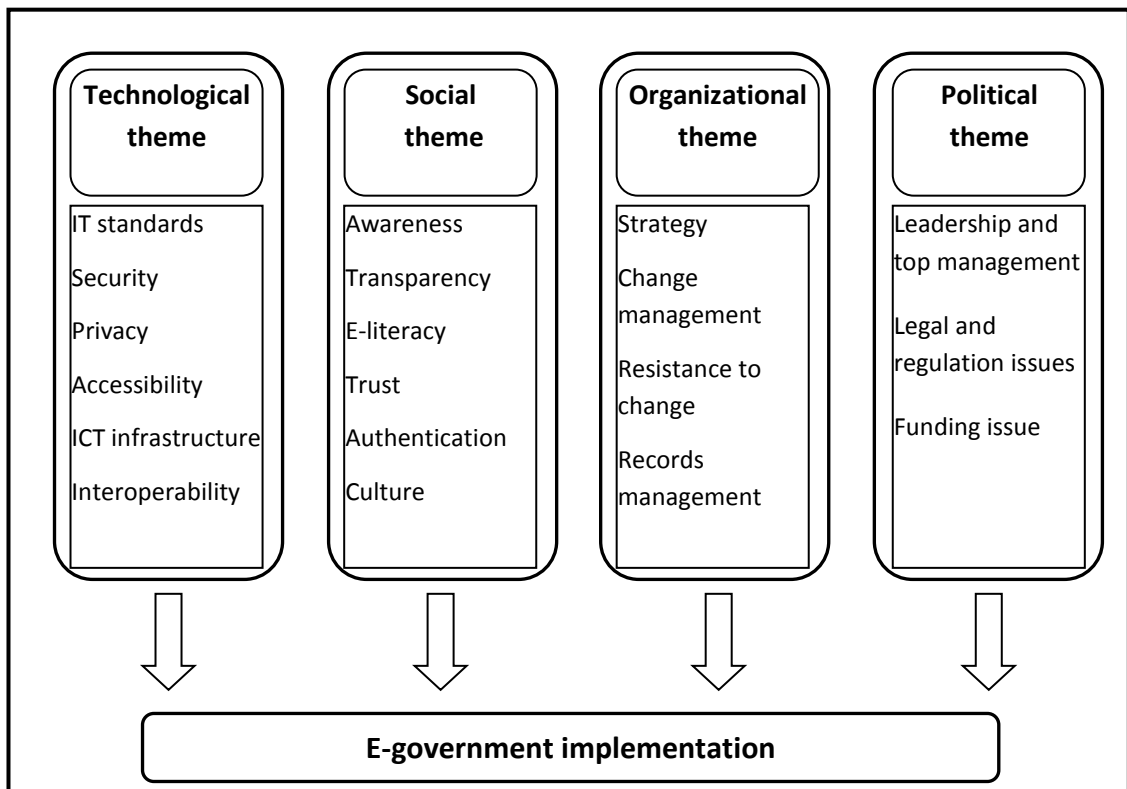 Technological
theme
IT standards
Security
Privacy
Accessibility
ICT infrastructure
Interoperability
Social
theme
Awareness
Transparency
E-literacy
Trust
Authentication
Culture
Organizational
theme
Strategy
Change
management
Resistance to
change
Records
management
Political
theme
Leadership and
top management
Legal and
regulation issues
Funding issue
E-government implementation